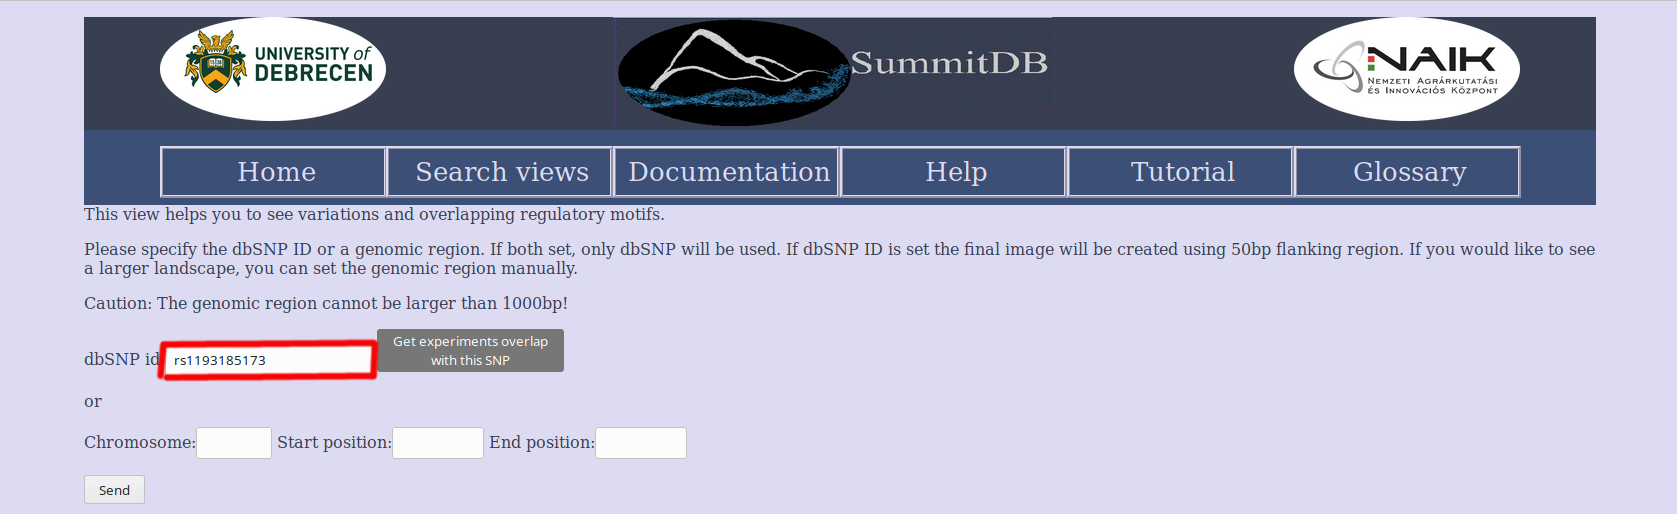 UNIVERSITY of
DEBRECEN
SummitDB
NAIK
NEMZETI AGRÁRKUTATÁSI
ÉS INNOVÁCIÓS KÖZPONT
Home Search views Documentation Help Tutorial Glossary
This view helps you to see variations and overlapping regulatory motifs.
Please specify the dbSNP ID or a genomic region. If both set, only dbSNP will be used. If dbSNP ID is set the final image will be created using 50bp flanking region. If you would like to see
a larger landscape, you can set the genomic region manually.
Caution: The genomic region cannot be larger than 1000bp!
dbSNP id rs1193185173
Get experiments overlap
with this SNP
or
Chromosome: Start position: End position:
Send